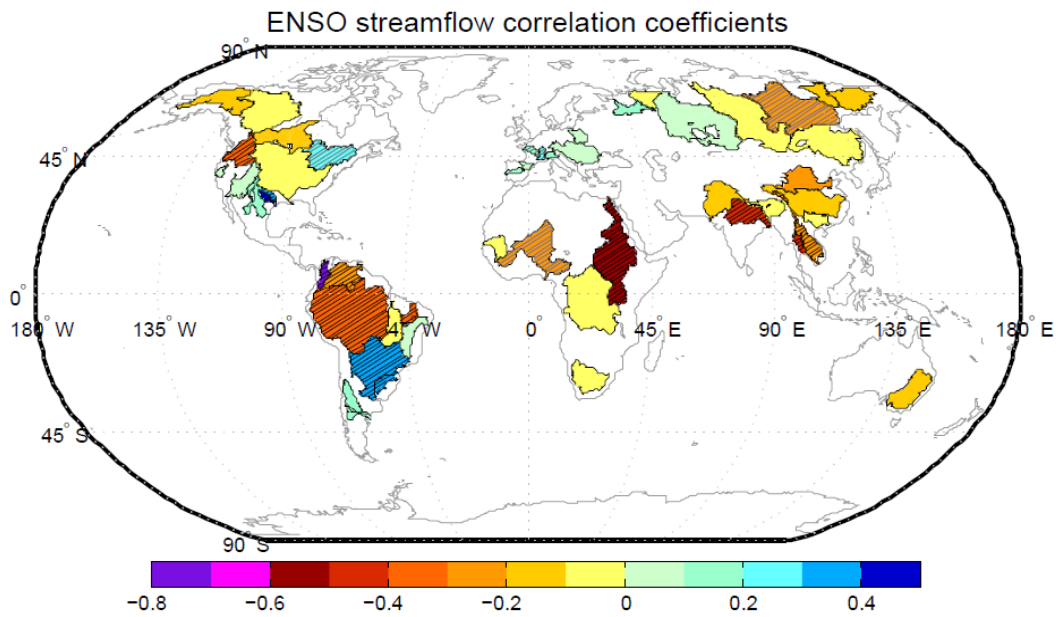 ENSO streamflow correlation coefficients
90° N
45° N
0°
180° W 135° W 90° W 45° W 0° 45° E 90° E 135° E 180° E
45° S
90° S
−0.8 −0.6 −0.4 −0.2 0 0.2 0.4